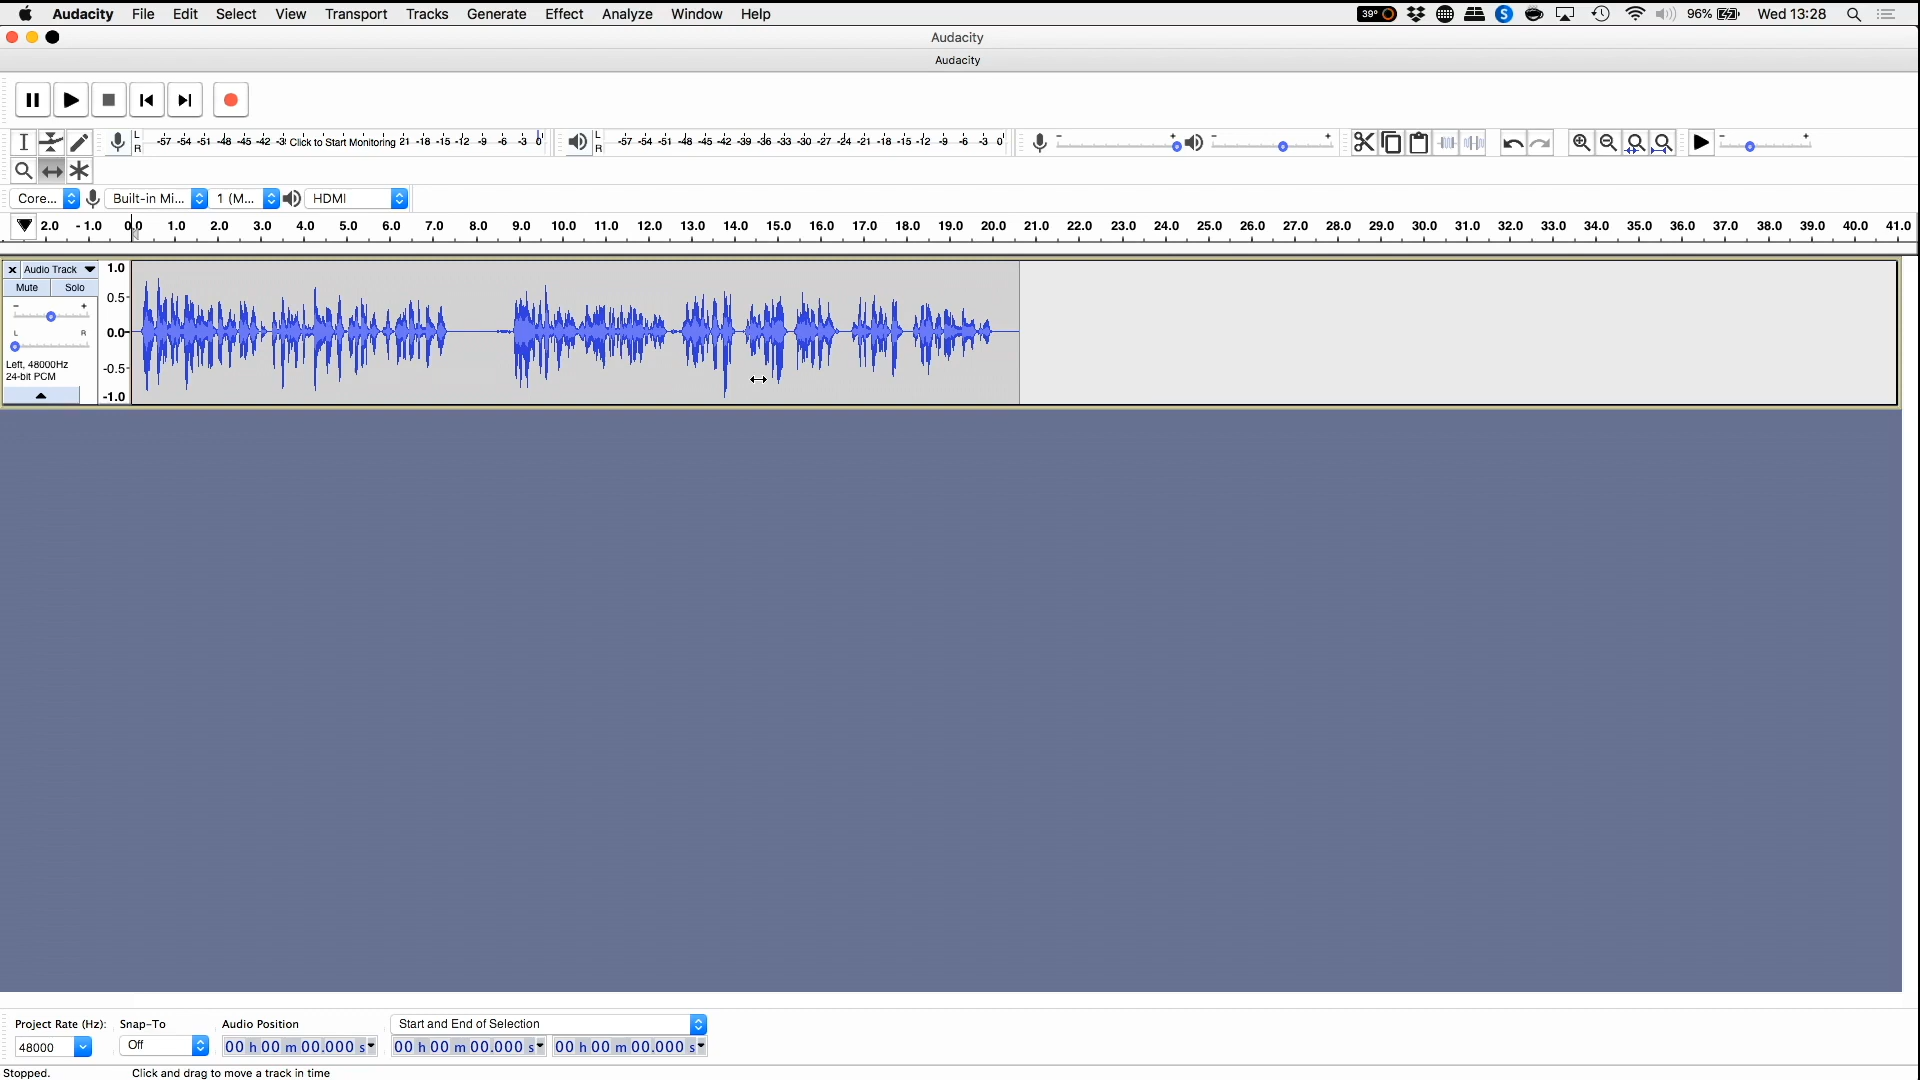 Audacity File Edit Select View Transport Tracks Generate Effect Analyze Window Help 39° S 96% Wed 13:28
Audacity
Audacity
L
R
-57 -54 -51 -48 -45 -42 -3 Click to Start Monitoring 21 -18 -15 -12 -9 -6 -3 0
L
R
-57 -54 -51 -48 -45 -42 -39 -36 -33 -30 -27 -24 -21 -18 -15 -12 -9 -6 -3 0
- + - + - +
Core... Built-in Mi... 1 (M... HDMI
2.0 -1.0 0.0 1.0 2.0 3.0 4.0 5.0 6.0 7.0 8.0 9.0 10.0 11.0 12.0 13.0 14.0 15.0 16.0 17.0 18.0 19.0 20.0 21.0 22.0 23.0 24.0 25.0 26.0 27.0 28.0 29.0 30.0 31.0 32.0 33.0 34.0 35.0 36.0 37.0 38.0 39.0 40.0 41.0
Audio Track 1.0
Mute Solo
- + 0.5-
L R 0.0-
Left, 48000Hz -0.5-
24-bit PCM
-1.0
Project Rate (Hz): Snap-To Audio Position Start and End of Selection
48000 Off 00 h 00 m 00.000 s 00 h 00 m 00.000 s 00 h 00 m 00.000 s
Stopped. Click and drag to move a track in time